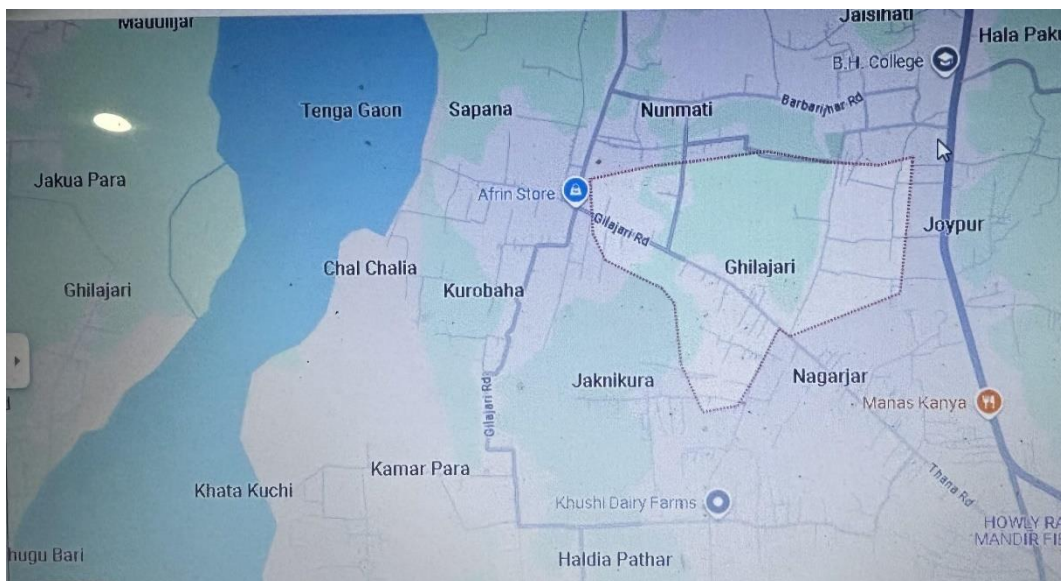 Jaisihati
Hala Paku
B.H. College
Tenga Gaon
Sapana
Nunmati
Barbarijhar Rd
Jakua Para
Afrin Store
Gilajari Rd
Joypur
Chal Chalia
Ghilajari
Ghilajari
Kurobaha
Jaknikura
Nagarjar
Manas Kanya
Gilajari Rd
Kamar Para
Khata Kuchi
Thana Rd
Khushi Dairy Farms
HOWLY RA
MANDIR FIE
hugu Bari
Haldia Pathar